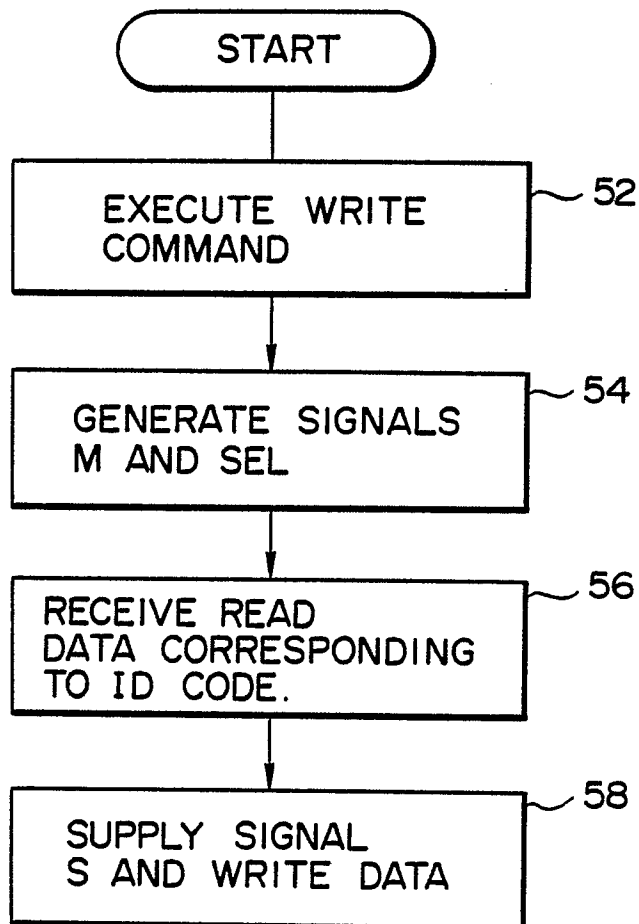 START
EXECUTE WRITE
COMMAND
52
GENERATE SIGNALS
M AND SEL
54
RECEIVE READ
DATA CORRESPONDING
TO ID CODE.
56
SUPPLY SIGNAL
S AND WRITE DATA
58